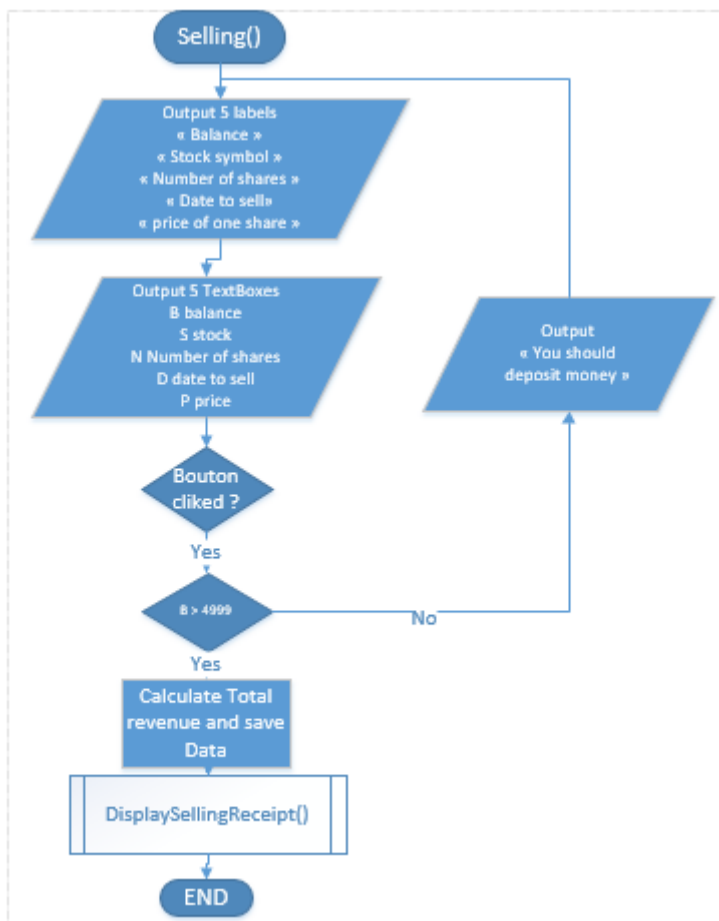 Selling()
Output 5 labels
« Balance »
« Stock symbol »
« Number of shares »
« Date to sell»
« price of one share »
Output 5 TextBoxes
B balance
S stock
N Number of shares
D date to sell
P price
Output
« You should
deposit money »
Bouton
cliked ?
Yes
B > 4999
No
Yes
Calculate Total
revenue and save
Data
DisplaySellingReceipt()
END